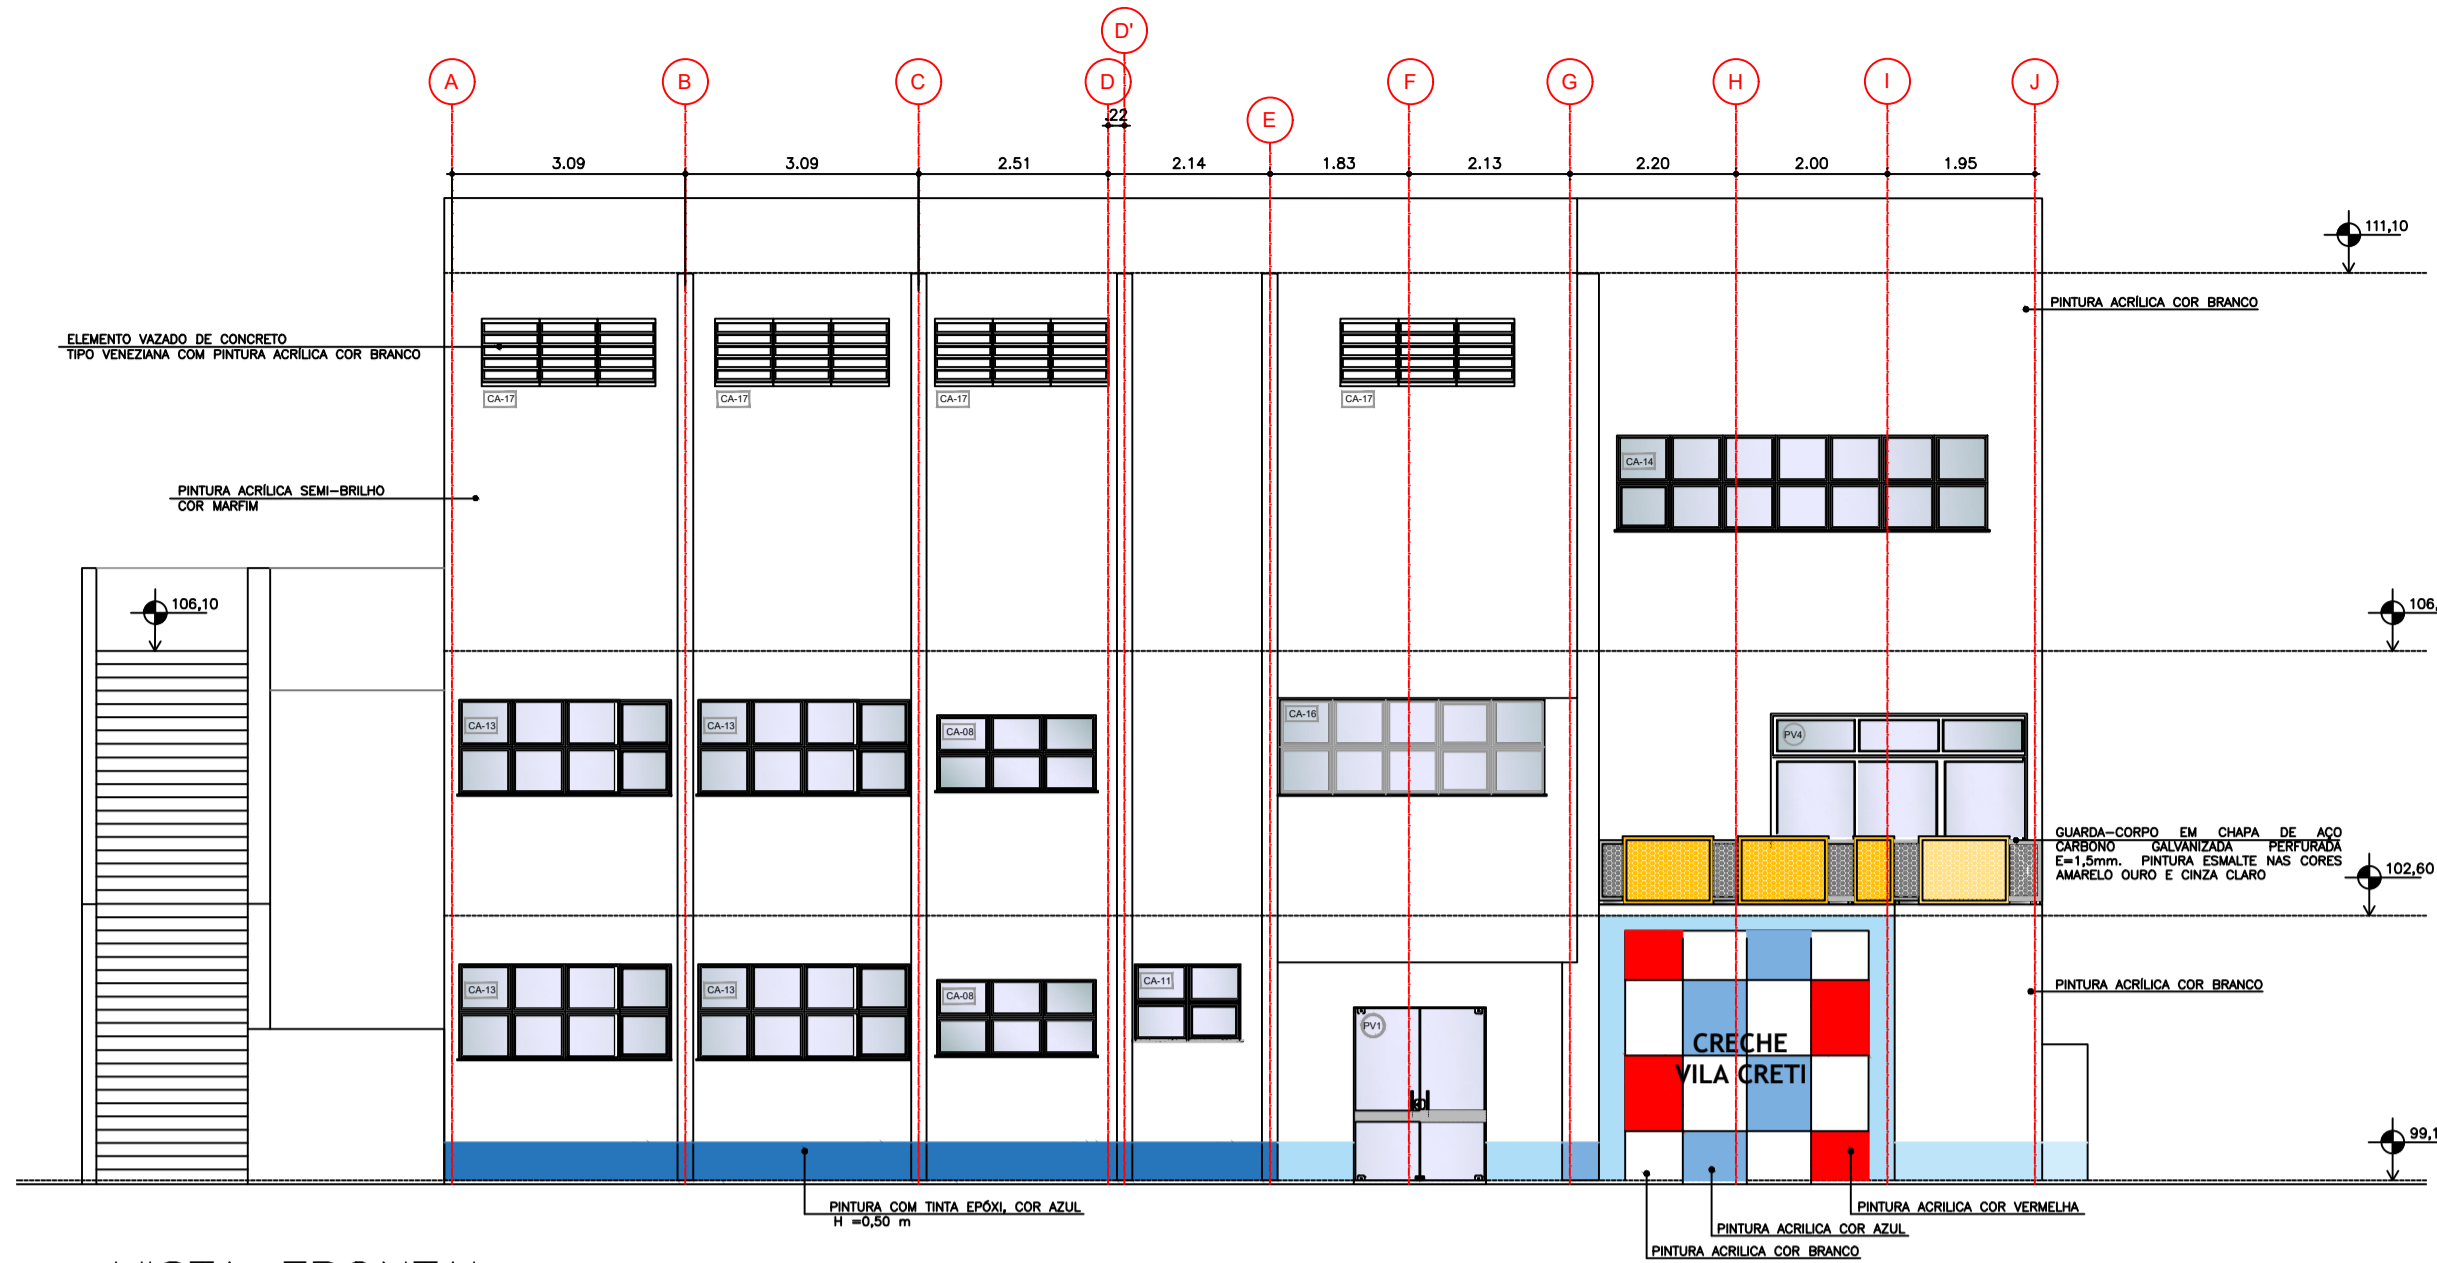 D'
A
B
C
D
E
F
G
H
I
J
.22
3.09
3.09
2.51
2.14
1.83
2.13
2.20
2.00
1.95
111,10
PINTURA ACRÍLICA COR BRANCO
ELEMENTO VAZADO DE CONCRETO
TIPO VENEZIANA COM PINTURA ACRÍLICA COR BRANCO
CA-17
CA-17
CA-17
CA-17
CA-14
PINTURA ACRÍLICA SEMI-BRILHO
COR MARFIM
106,10
106,
CA-13
CA-13
CA-08
CA-16
PV4
GUARDA-CORPO EM CHAPA DE AÇO
CARBONO GALVANIZADA PERFURADA
E=1,5mm. PINTURA ESMALTE NAS CORES
AMARELO OURO E CINZA CLARO
102,60
CA-13
CA-13
CA-08
CA-11
PV1
PINTURA ACRÍLICA COR BRANCO
CRECHE
VILA CRETI
99,1
PINTURA COM TINTA EPÓXI, COR AZUL
H =0,50 m
PINTURA ACRILICA COR VERMELHA
PINTURA ACRILICA COR AZUL
PINTURA ACRILICA COR BRANCO
VISTA FRONTAL